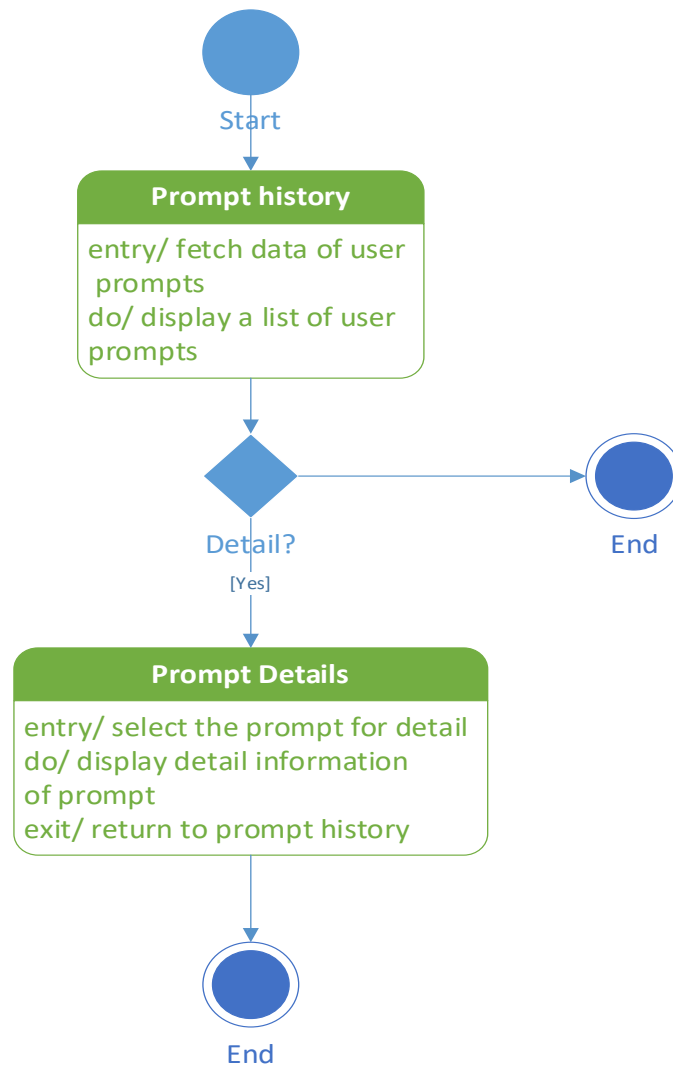 Start
Prompt history
entry/ fetch data of user
prompts
do/ display a list of user
prompts
Detail?
End
[Yes]
Prompt Details
entry/ select the prompt for detail
do/ display detail information
of prompt
exit/ return to prompt history
End